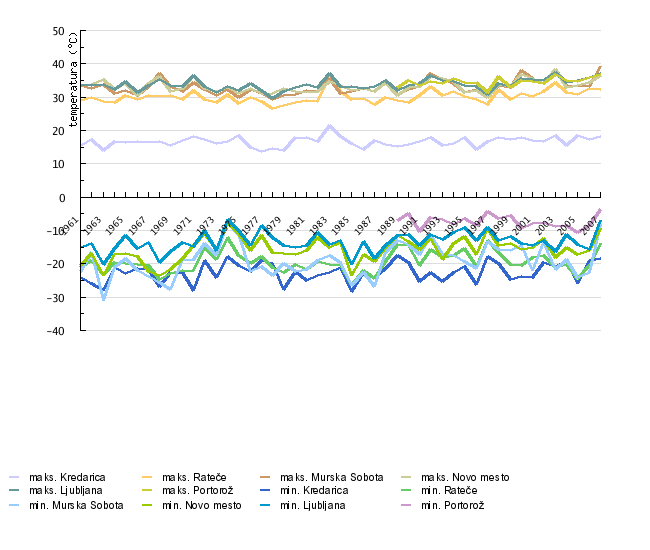 temperatura (°C)
50
40
30
20
10
0
-10
-20
-30
-40
1961 1963 1965 1967 1969 1971 1973 1975 1977 1979 1981 1983 1985 1987 1989 1991 1993 1995 1997 1999 2001 2003 2005 2007
maks. Kredarica maks. Rateče maks. Murska Sobota maks. Novo mesto
maks. Ljubljana maks. Portorož min. Kredarica min. Rateče
min. Murska Sobota min. Novo mesto min. Ljubljana min. Portorož